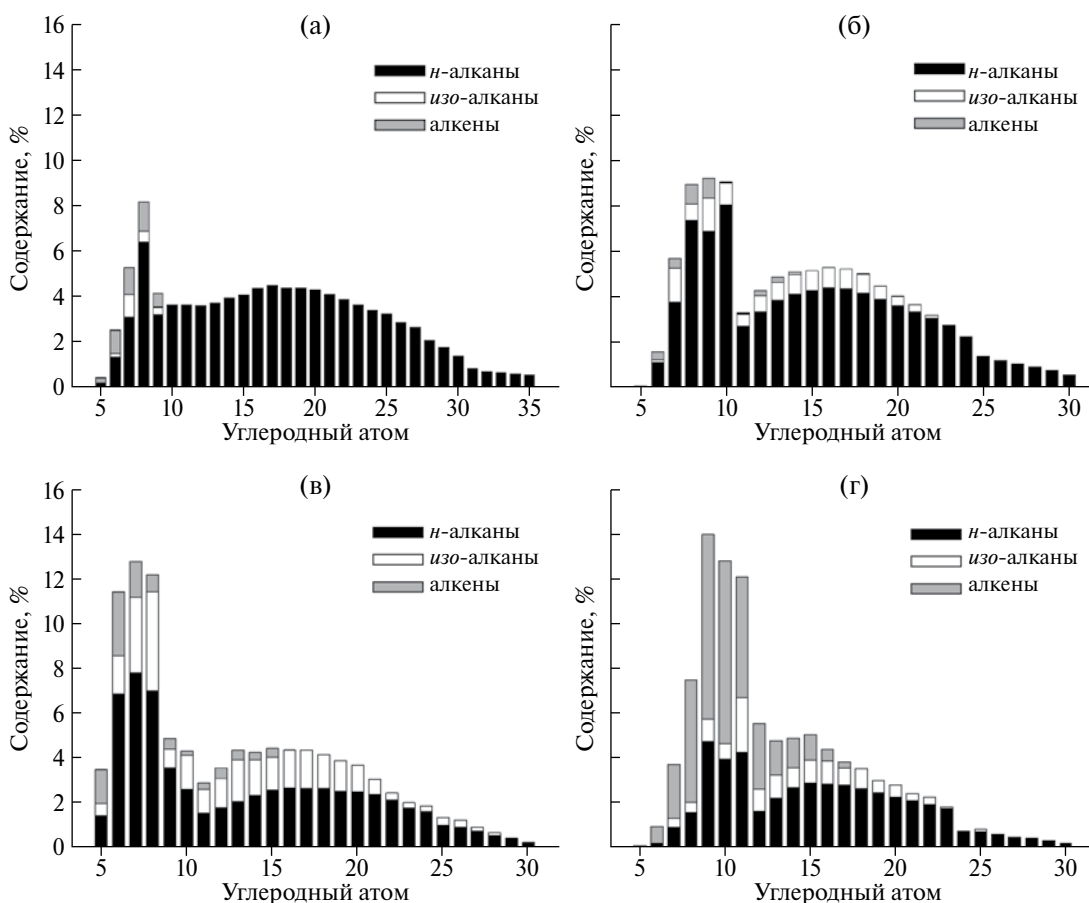 (а)
н-алканы
изо-алканы
алкены
Содержание, %
16
14
12
10
8
6
4
2
0
5 10 15 20 25 30 35
Углеродный атом
(б)
н-алканы
изо-алканы
алкены
Содержание, %
5 10 15 20 25 30
Углеродный атом
(в)
н-алканы
изо-алканы
алкены
Содержание, %
16
14
12
10
8
6
4
2
0
5 10 15 20 25 30
Углеродный атом
(г)
н-алканы
изо-алканы
алкены
Содержание, %
5 10 15 20 25 30
Углеродный атом